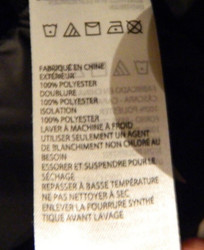 FABRIQUÉ EN CHINE
EXTÉRIEUR
100% POLYESTER
DOUBLURE
100% POLYESTER
ISOLATION
100% POLYESTER
LAVER À MACHINE À FROID
UTILISER SEULEMENT UN AGENT
DE BLANCHIMENT NON CHLORÉ AU
BESOIN
ESSORER ET SUSPENDRE POUR LE
SÉCHAGE
REPASSER À BASSE TEMPÉRATURE
NE PAS NETTOYER À SEC
ENLEVER LA FOURRURE SYNTHÉ
TIQUE AVANT LAVAGE